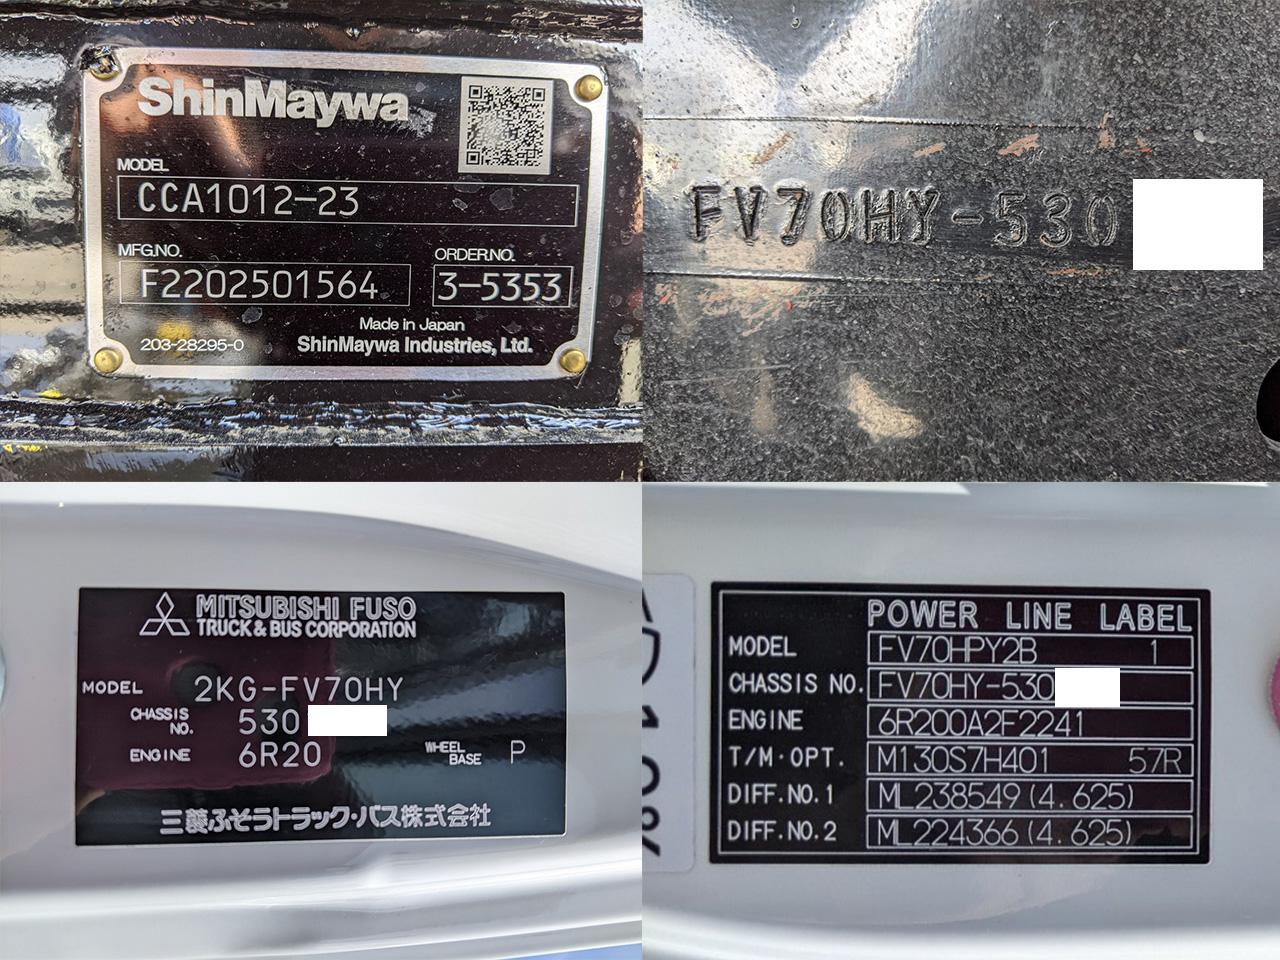 ShinMaywa
MODEL
CCA1012-23
MFG.NO.
ORDER.NO.
F2202501564
3-5353
Made in Japan
203-28295-0
ShinMaywa Industries, Ltd.
FV70HY-530
MITSUBISHI FUSO
TRUCK & BUS CORPORATION
MODEL 2KG-FV70HY
CHASSIS NO. 530
ENGINE 6R20 WHEEL BASE P
三菱ふそうトラック・バス株式会社
POWER LINE LABEL
MODEL FV70HPY2B 1
CHASSIS NO. FV70HY-530
ENGINE 6R200A2F2241
T/M・OPT. M130S7H401 57R
DIFF.NO.1 ML238549(4.625)
DIFF.NO.2 ML224366(4.625)